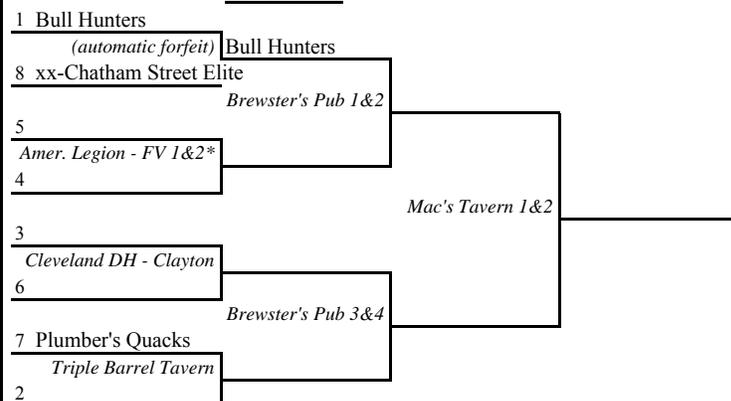 1 Bull Hunters
(automatic forfeit) Bull Hunters
8 xx-Chatham Street Elite
Brewster's Pub 1&2
5
Amer. Legion - FV 1&2*
4
Mac's Tavern 1&2
3
Cleveland DH - Clayton
6
Brewster's Pub 3&4
7 Plumber's Quacks
Triple Barrel Tavern
2